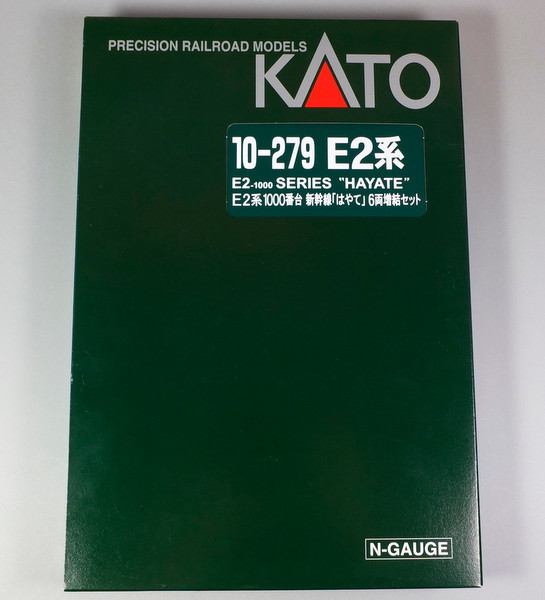 PRECISION RAILROAD MODELS
KATO
10-279 E2系
E2-1000 SERIES "HAYATE"
E2系1000番台 新幹線「はやて」6両増結セット
N-GAUGE